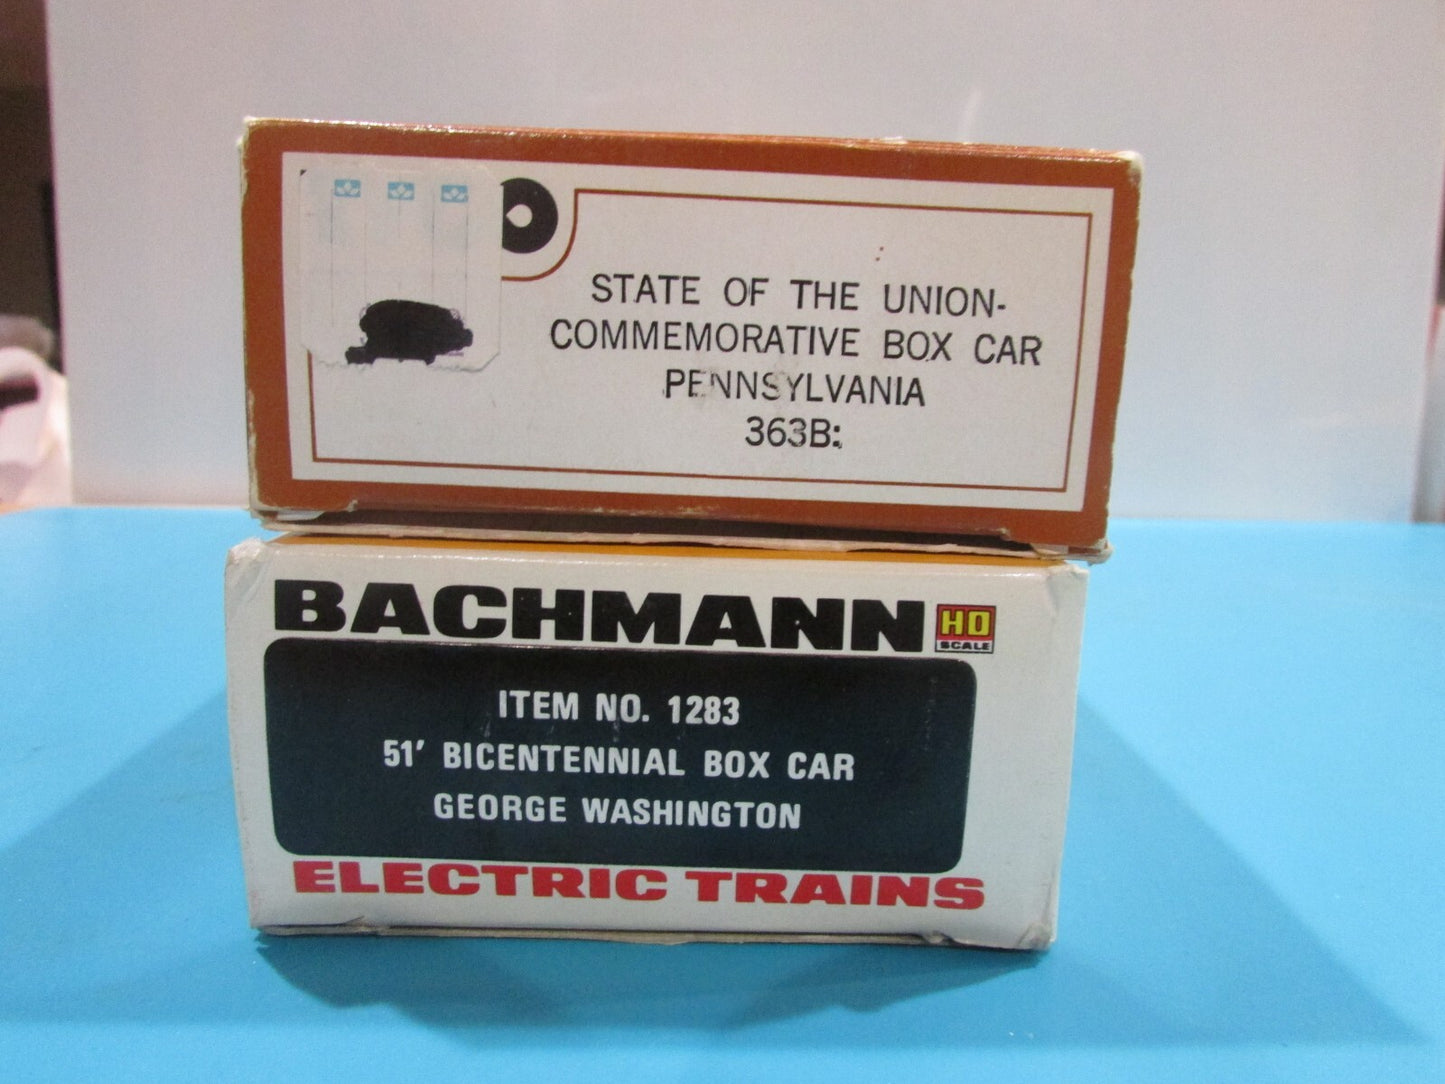 STATE OF THE UNION-
COMMEMORATIVE BOX CAR
PENNSYLVANIA
363B:
BACHMANN
HO
SCALE
ITEM NO. 1283
51' BICENTENNIAL BOX CAR
GEORGE WASHINGTON
ELECTRIC TRAINS